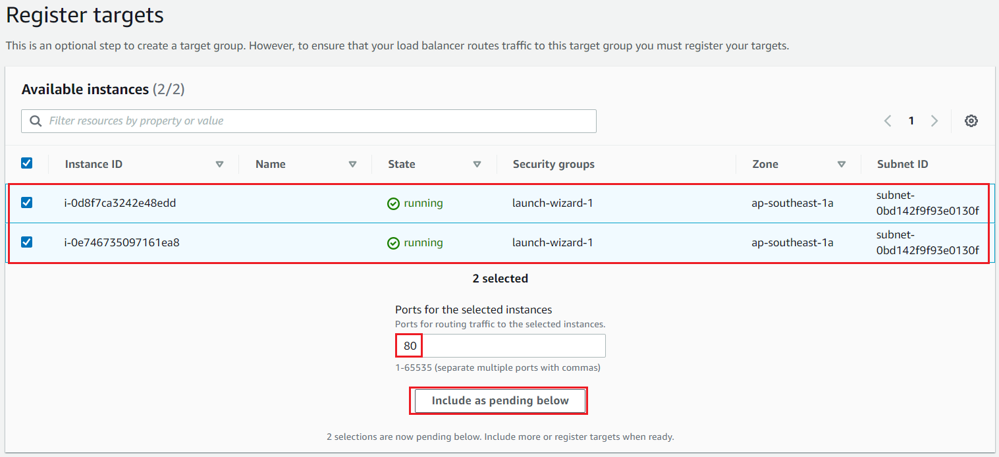 Register targets
This is an optional step to create a target group. However, to ensure that your load balancer routes traffic to this target group you must register your targets.
Available instances (2/2)
Filter resources by property or value
1
Instance ID Name State Security groups Zone Subnet ID
i-0d8f7ca3242e48edd running launch-wizard-1 ap-southeast-1a subnet-
0bd142f9f93e0130f
i-0e746735097161ea8 running launch-wizard-1 ap-southeast-1a subnet-
0bd142f9f93e0130f
2 selected
Ports for the selected instances
Ports for routing traffic to the selected instances.
80
1-65535 (separate multiple ports with commas)
Include as pending below
2 selections are now pending below. Include more or register targets when ready.